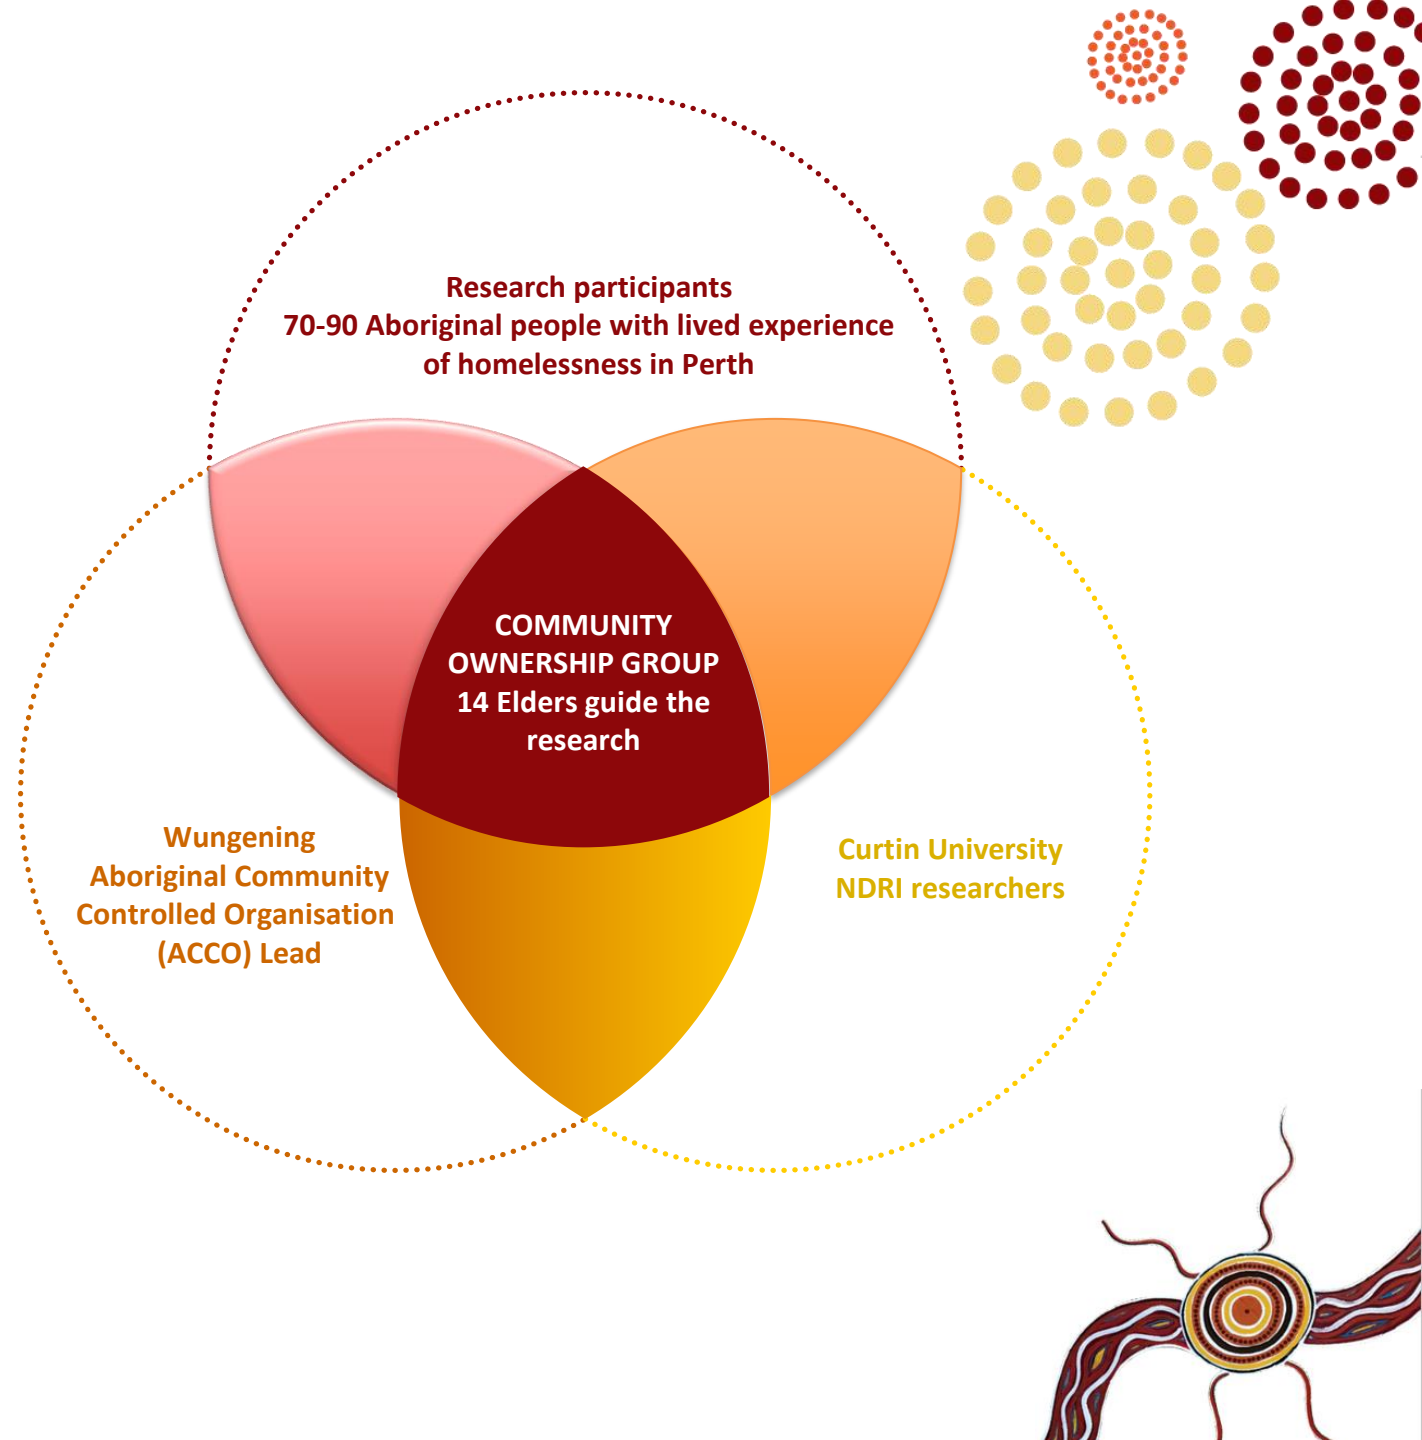 Research participants
70-90 Aboriginal people with lived experience
of homelessness in Perth
COMMUNITY
OWNERSHIP GROUP
14 Elders guide the
research
Wungening
Aboriginal Community
Controlled Organisation
(ACCO) Lead
Curtin University
NDRI researchers